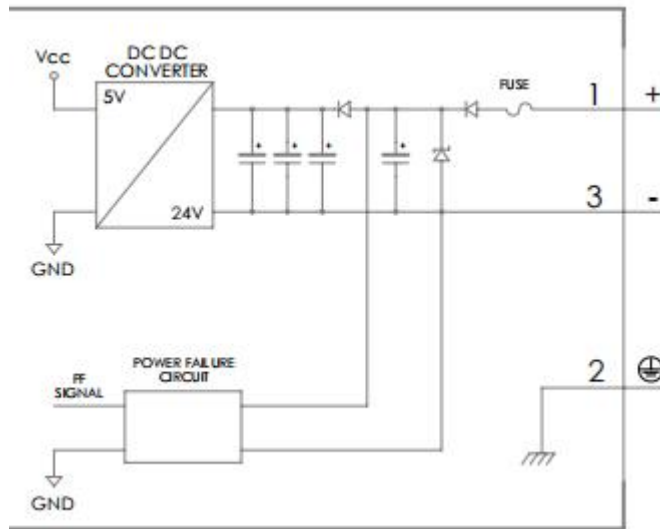 DC DC
CONVERTER
Vcc
5V
24V
GND
FUSE
1 +
3 -
POWER FAILURE
CIRCUIT
PF
SIGNAL
GND
2